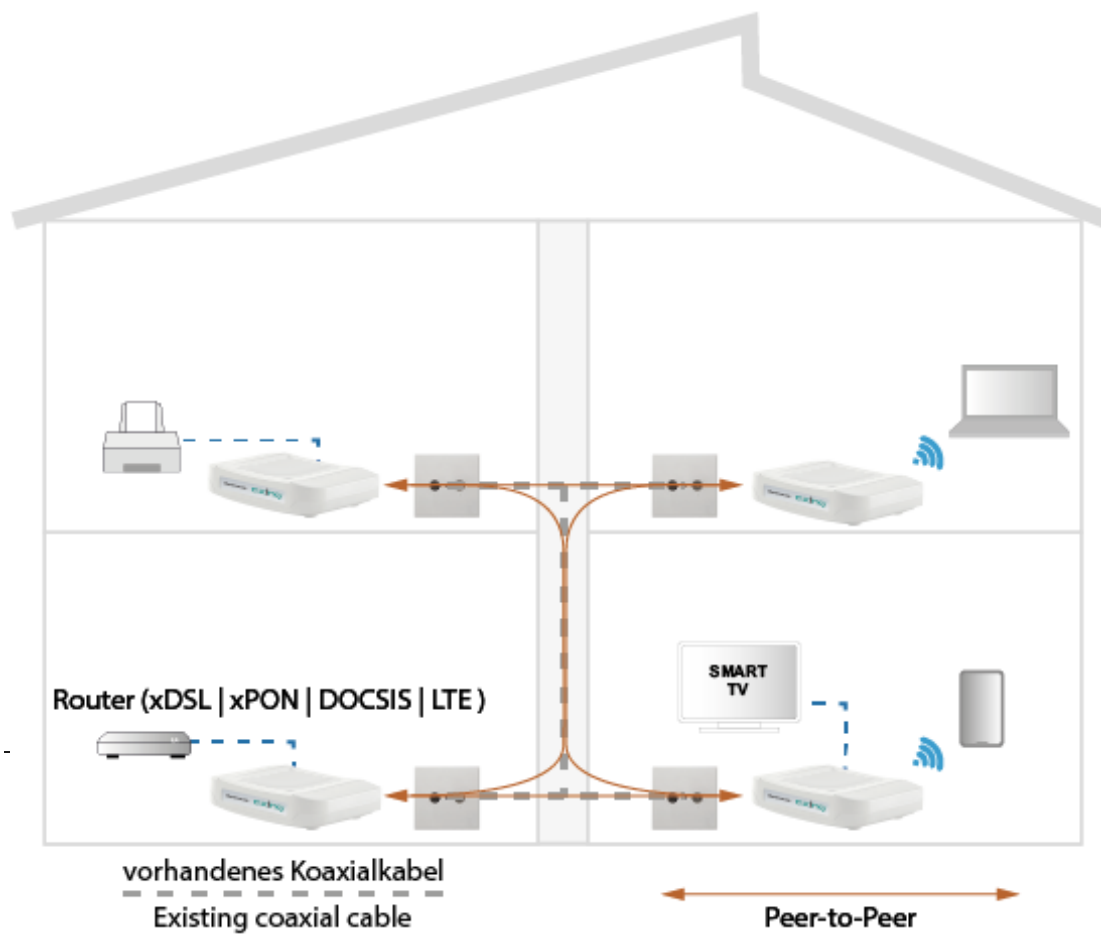 SMART
TV
Router (xDSL | xPON | DOCSIS | LTE )
vorhandenes Koaxialkabel
Existing coaxial cable
Peer-to-Peer